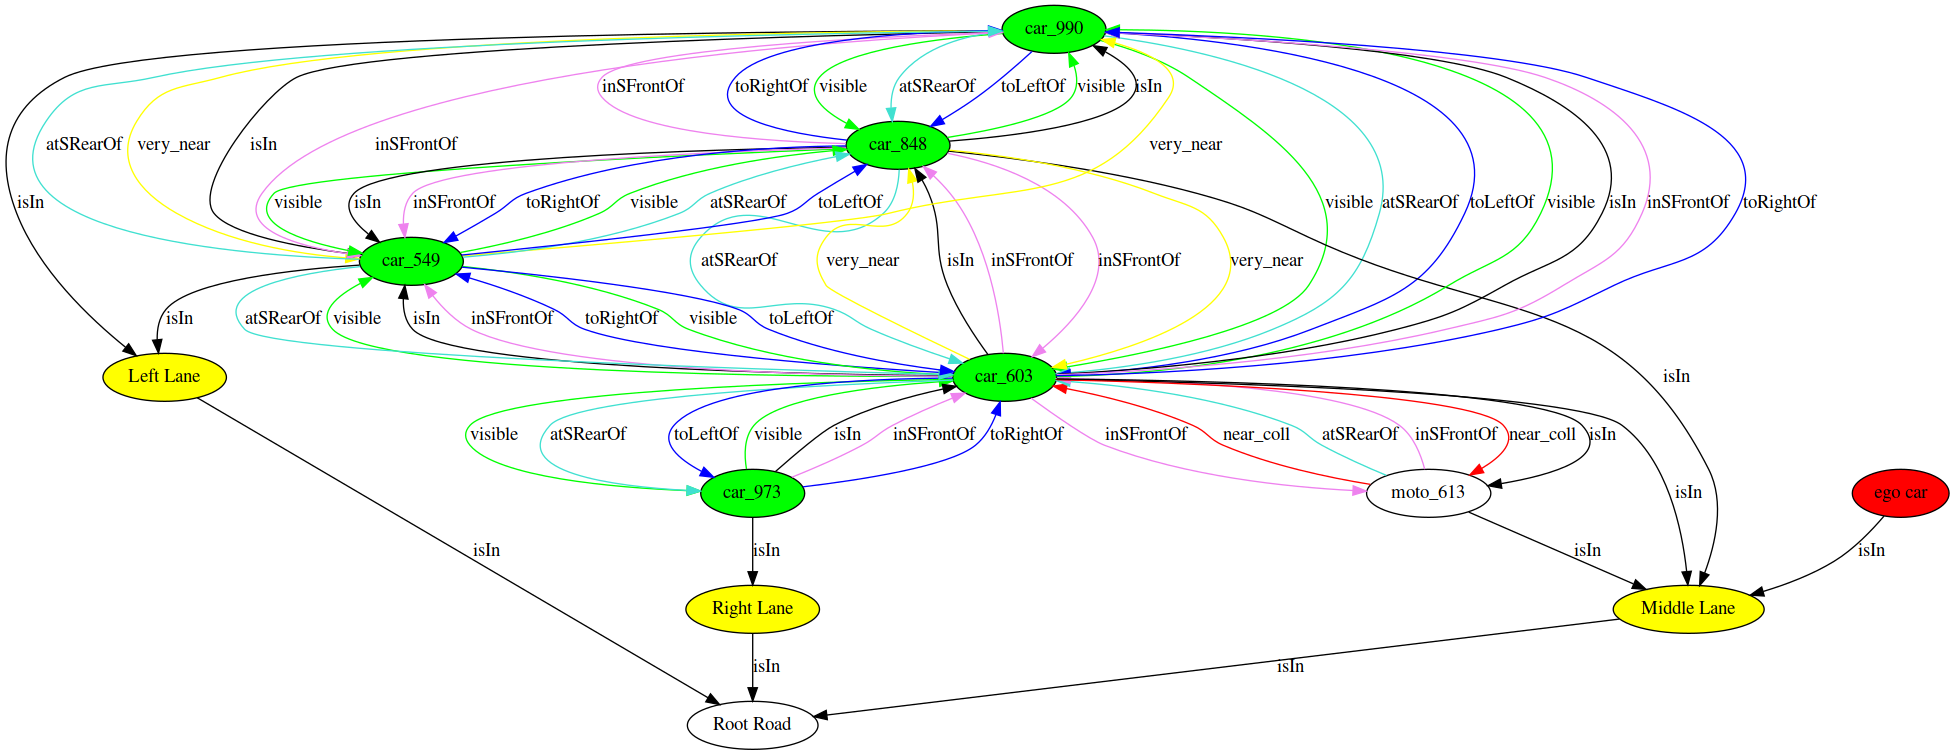 car_990
inSFrontOf
toRightOf
visible
atSRearOf
toLeftOf
visible
isIn
atSRearOf
very_near
isIn
inSFrontOf
car_848
very_near
isIn
visible
isIn
inSFrontOf
toRightOf
visible
atSRearOf
toLeftOf
visible
atSRearOf
toLeftOf
visible
isIn
inSFrontOf
toRightOf
car_549
atSRearOf
very_near
isIn
inSFrontOf
inSFrontOf
very_near
isIn
atSRearOf
visible
isIn
inSFrontOf
toRightOf
visible
toLeftOf
Left Lane
car_603
isIn
visible
atSRearOf
toLeftOf
visible
isIn
inSFrontOf
toRightOf
inSFrontOf
near_coll
atSRearOf
inSFrontOf
near_coll
isIn
car_973
moto_613
isIn
ego car
isIn
isIn
isIn
isIn
Right Lane
Middle Lane
isIn
isIn
Root Road